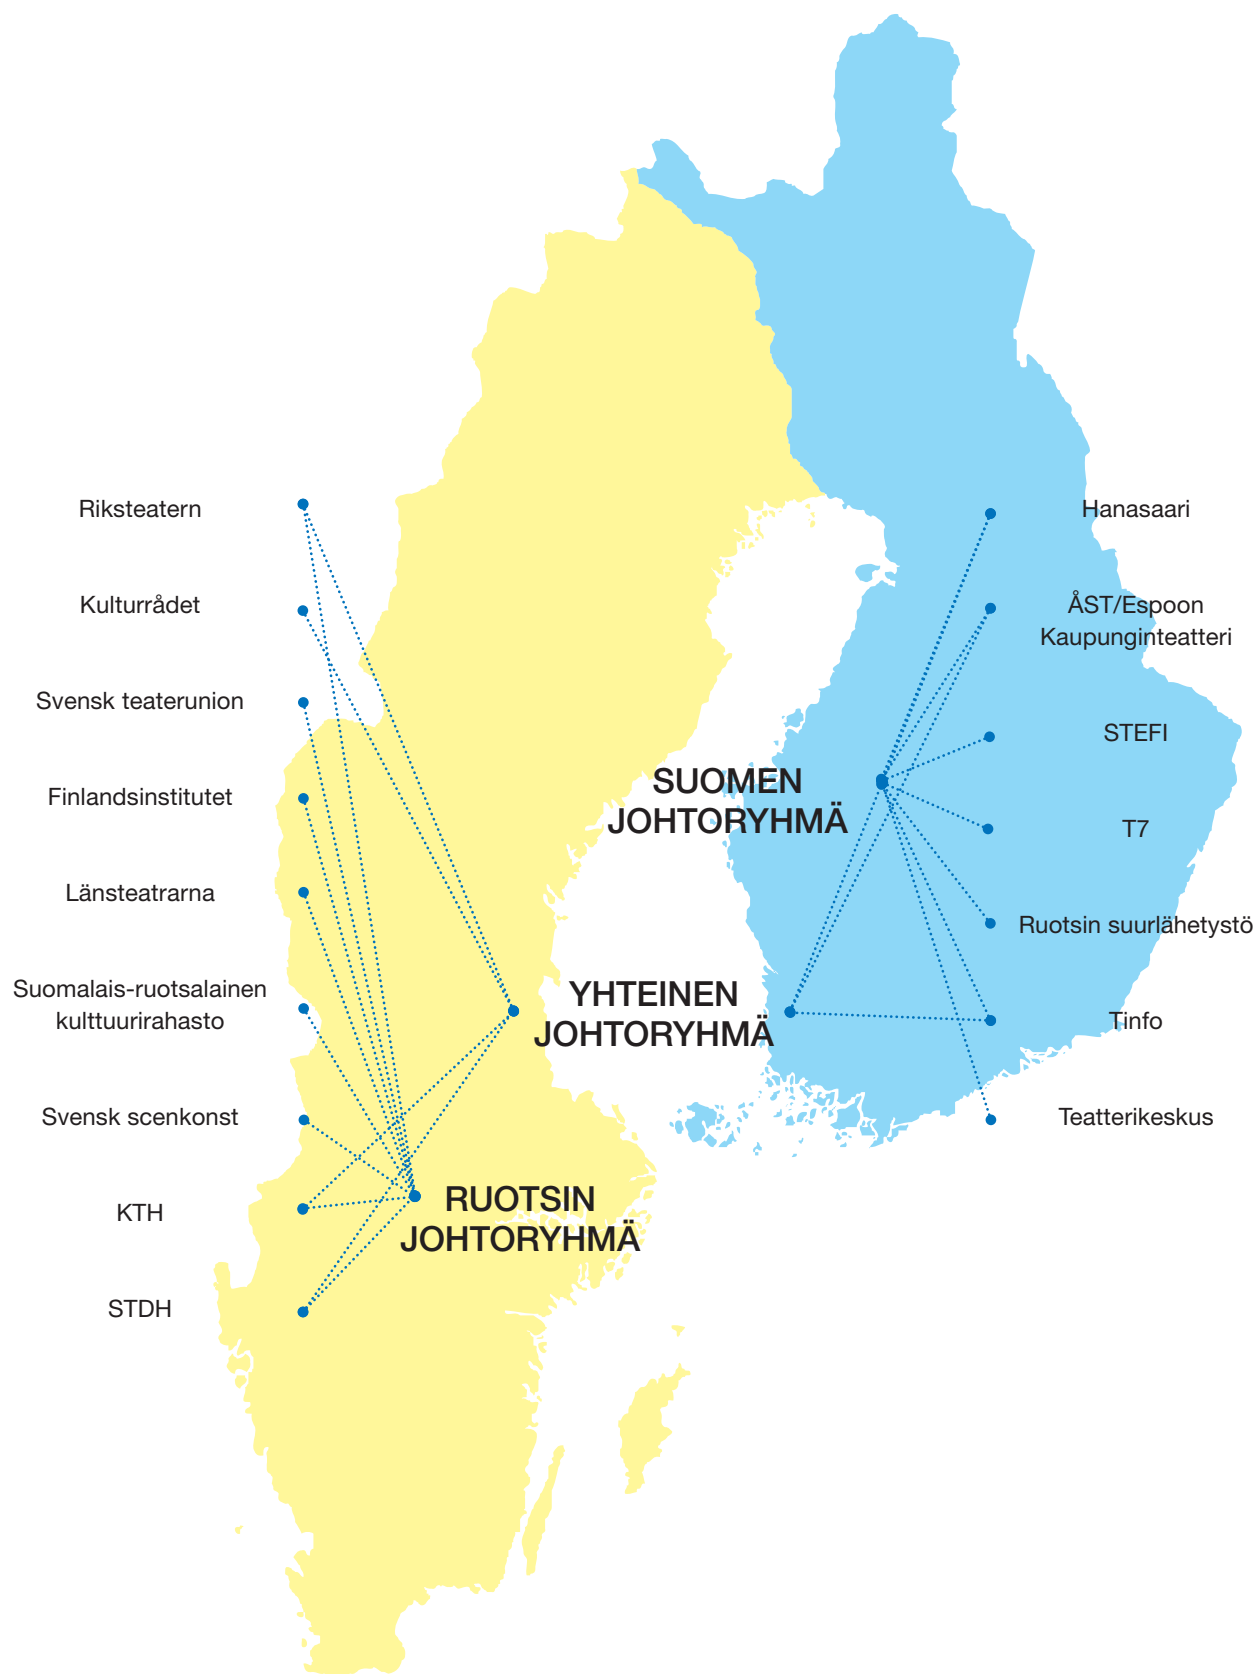 Riksteatern
Kulturrådet
Svensk teaterunion
Finlandsinstitutet
Länsteatrarna
Suomalais-ruotsalainen
kulttuurirahasto
Svensk scenkonst
KTH
STDH
SUOMEN
JOHTORYHMÄ
YHTEINEN
JOHTORYHMÄ
RUOTSIN
JOHTORYHMÄ
Hanasaari
ÅST/Espoon
Kaupunginteatteri
STEFI
T7
Ruotsin suurlähetystö
Tinfo
Teatterikeskus